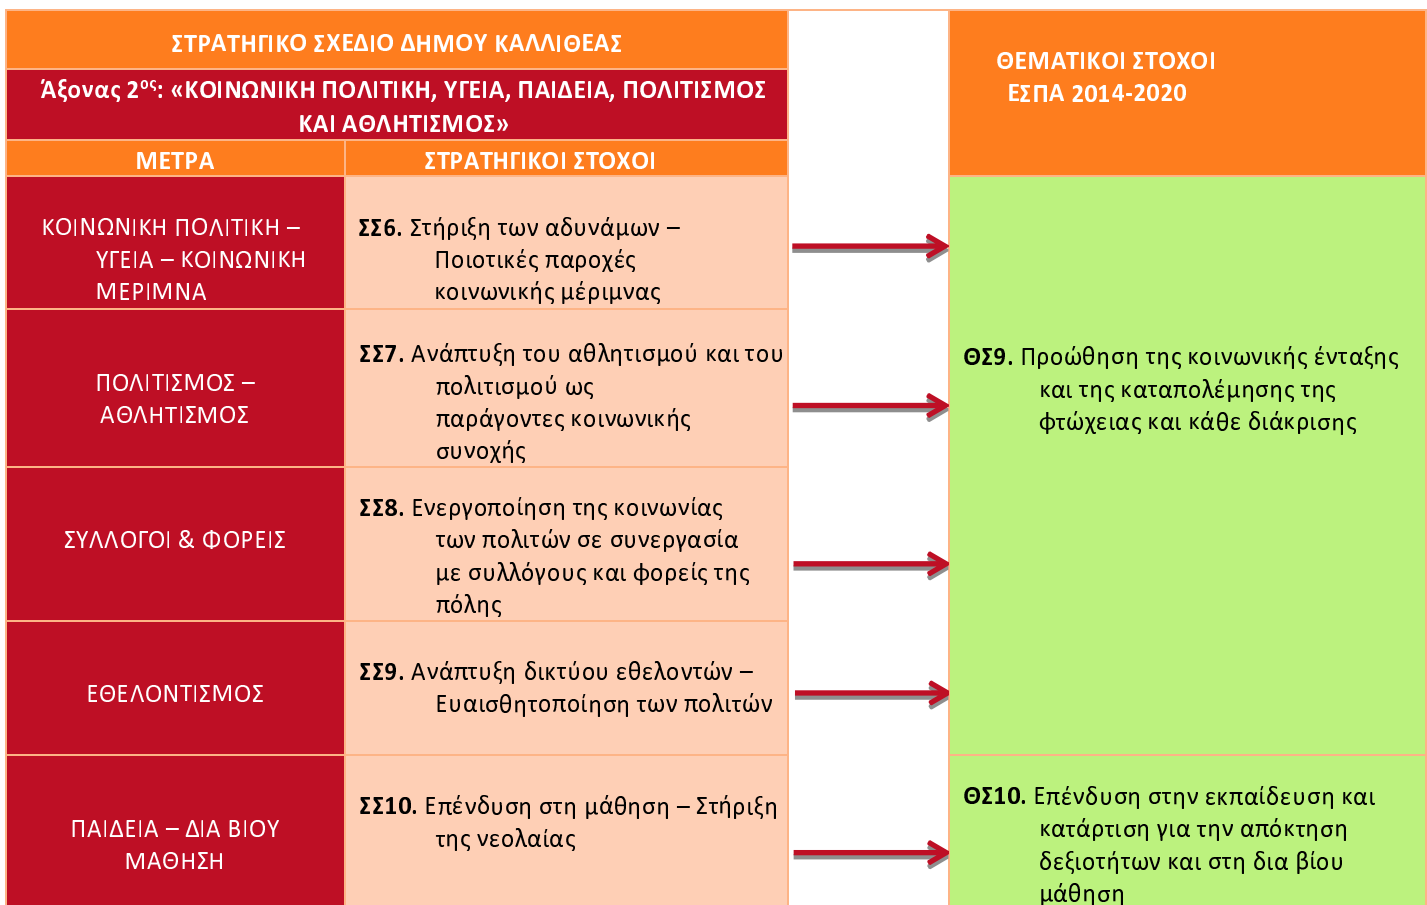 ΣΤΡΑΤΗΓΙΚΟ ΣΧΕΔΙΟ ΔΗΜΟΥ ΚΑΛΛΙΘΕΑΣ
Άξονας 2ος: «ΚΟΙΝΩΝΙΚΗ ΠΟΛΙΤΙΚΗ, ΥΓΕΙΑ, ΠΑΙΔΕΙΑ, ΠΟΛΙΤΙΣΜΟΣ
ΚΑΙ ΑΘΛΗΤΙΣΜΟΣ»
ΘΕΜΑΤΙΚΟΙ ΣΤΟΧΟΙ
ΕΣΠΑ 2014-2020
ΜΕΤΡΑ
ΣΤΡΑΤΗΓΙΚΟΙ ΣΤΟΧΟΙ
ΚΟΙΝΩΝΙΚΗ ΠΟΛΙΤΙΚΗ –
ΥΓΕΙΑ – ΚΟΙΝΩΝΙΚΗ
ΜΕΡΙΜΝΑ
ΣΣ6. Στήριξη των αδυνάμων –
Ποιοτικές παροχές
κοινωνικής μέριμνας
ΠΟΛΙΤΙΣΜΟΣ –
ΑΘΛΗΤΙΣΜΟΣ
ΣΣ7. Ανάπτυξη του αθλητισμού και του
πολιτισμού ως
παράγοντες κοινωνικής
συνοχής
ΘΣ9. Προώθηση της κοινωνικής ένταξης
και της καταπολέμησης της
φτώχειας και κάθε διάκρισης
ΣΥΛΛΟΓΟΙ & ΦΟΡΕΙΣ
ΣΣ8. Ενεργοποίηση της κοινωνίας
των πολιτών σε συνεργασία
με συλλόγους και φορείς της
πόλης
ΕΘΕΛΟΝΤΙΣΜΟΣ
ΣΣ9. Ανάπτυξη δικτύου εθελοντών –
Ευαισθητοποίηση των πολιτών
ΠΑΙΔΕΙΑ – ΔΙΑ ΒΙΟΥ
ΜΑΘΗΣΗ
ΣΣ10. Επένδυση στη μάθηση – Στήριξη
της νεολαίας
ΘΣ10. Επένδυση στην εκπαίδευση και
κατάρτιση για την απόκτηση
δεξιοτήτων και στη δια βίου
μάθηση